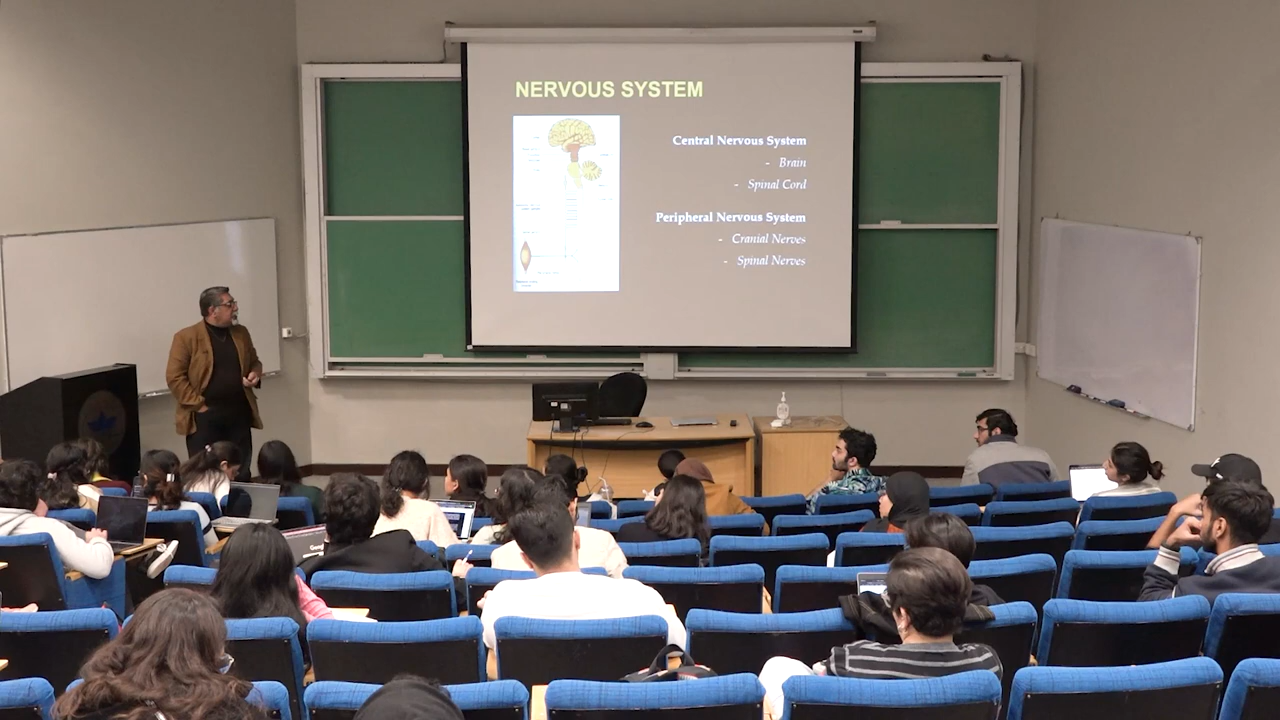 NERVOUS SYSTEM
Central Nervous System
- Brain
- Spinal Cord
Peripheral Nervous System
- Cranial Nerves
- Spinal Nerves